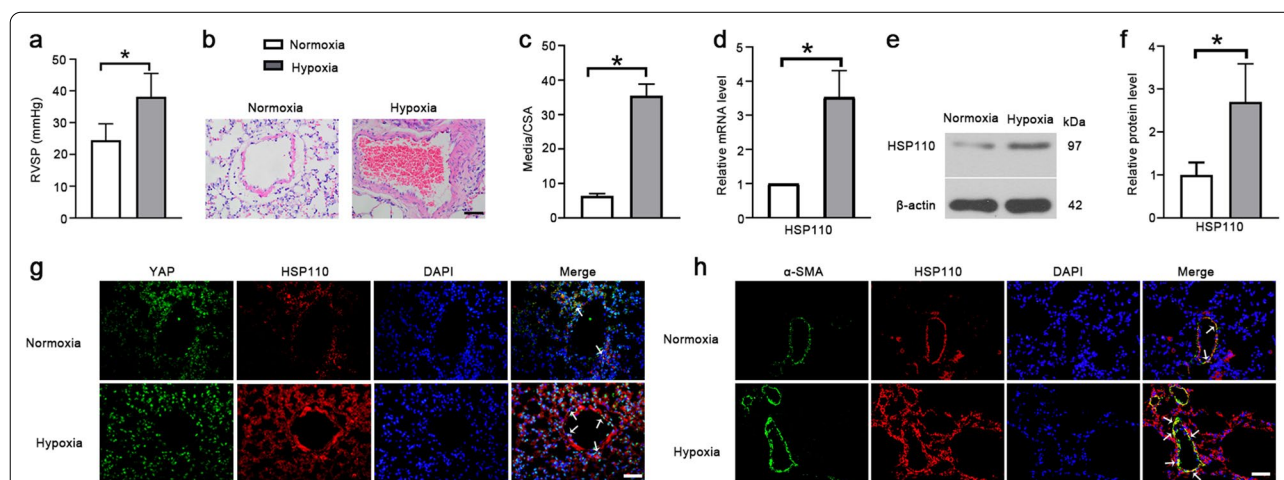 a
RVSP (mmHg)
50
40
30
20
10
0
*
b
Normoxia
Hypoxia
Normoxia
Hypoxia
c
Media/CSA
50
40
30
20
10
0
*
d
Relative mRNA level
5
4
3
2
1
0
*
HSP110
e
Normoxia Hypoxia kDa
HSP110 97
β-actin 42
f
Relative protein level
4
3
2
1
0
*
HSP110
g
YAP HSP110 DAPI Merge
Normoxia
Hypoxia
h
α-SMA HSP110 DAPI Merge
Normoxia
Hypoxia